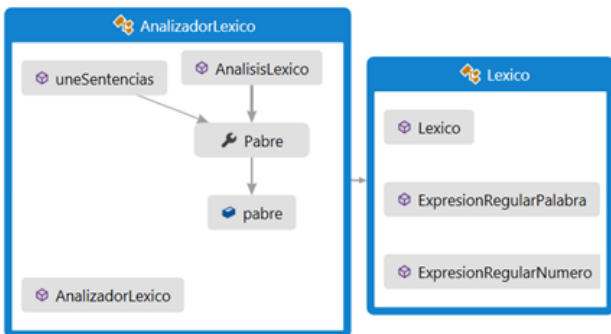 AnalizadorLexico
uneSentencias
AnalisisLexico
Pabre
pabre
AnalizadorLexico
Lexico
Lexico
ExpresionRegularPalabra
ExpresionRegularNumero